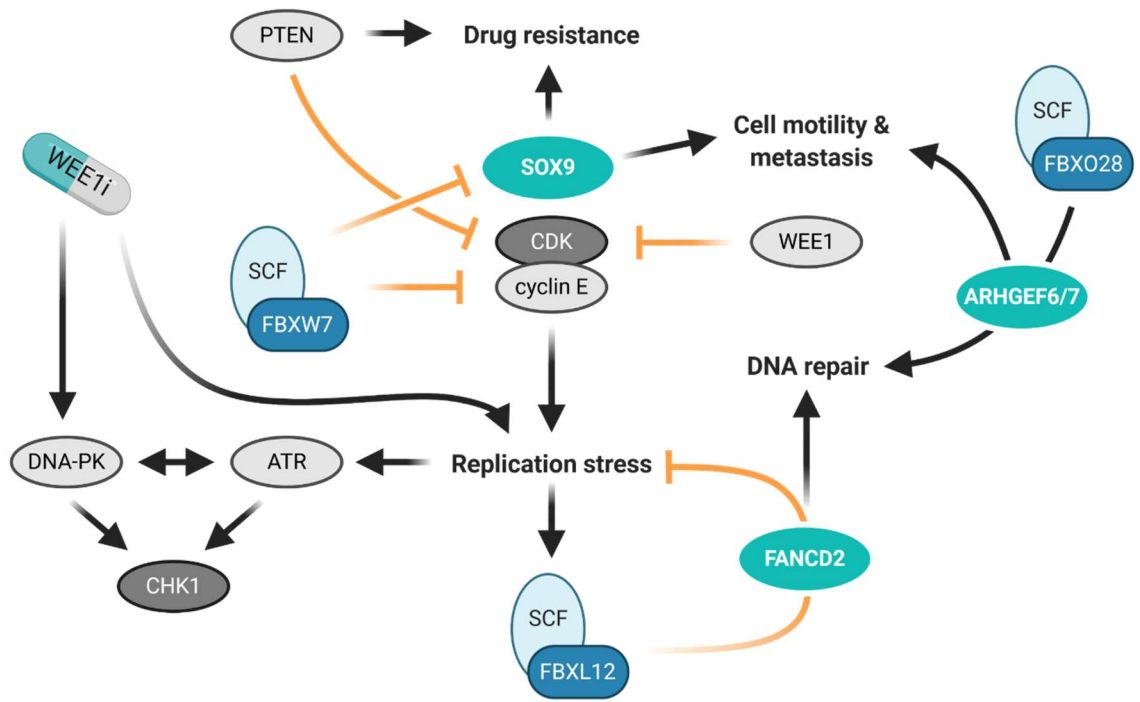 PTEN
Drug resistance
SCF
FBXO28
Cell motility &
metastasis
WEE1i
SOX9
CDK
cyclin E
WEE1
SCF
FBXW7
ARHGEF6/7
DNA repair
DNA-PK
ATR
Replication stress
FANCD2
CHK1
SCF
FBXL12